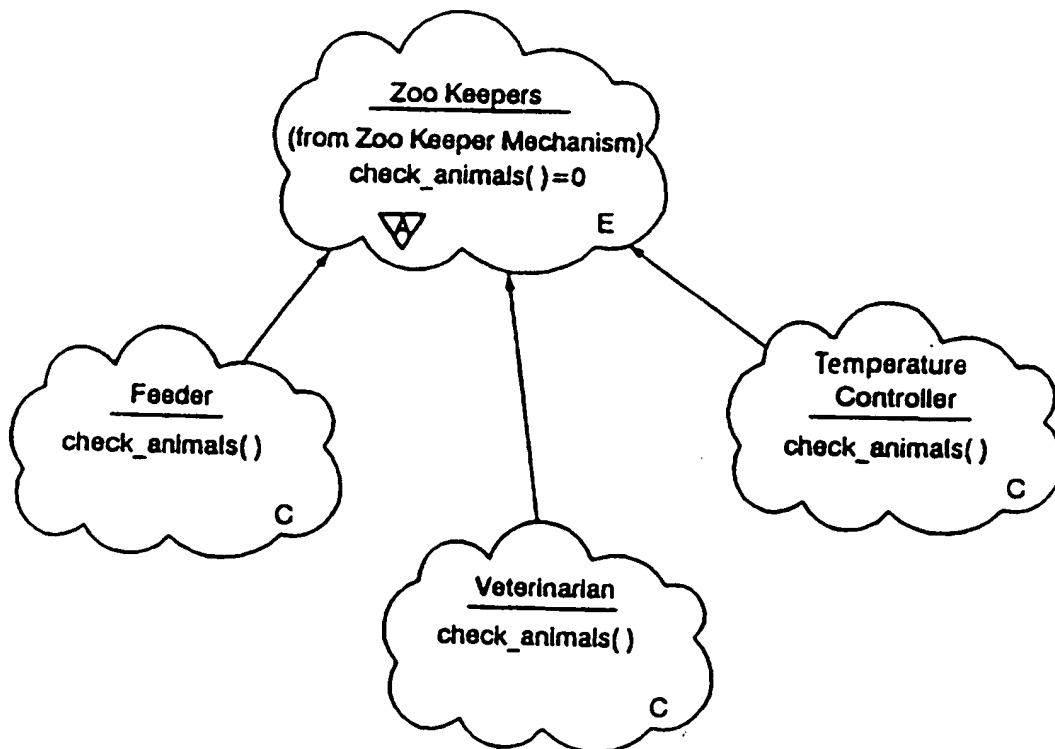 Zoo Keepers
(from Zoo Keeper Mechanism)
check_animals()=0
A
E
Feeder
check_animals()
C
Temperature
Controller
check_animals()
C
Veterinarian
check_animals()
C